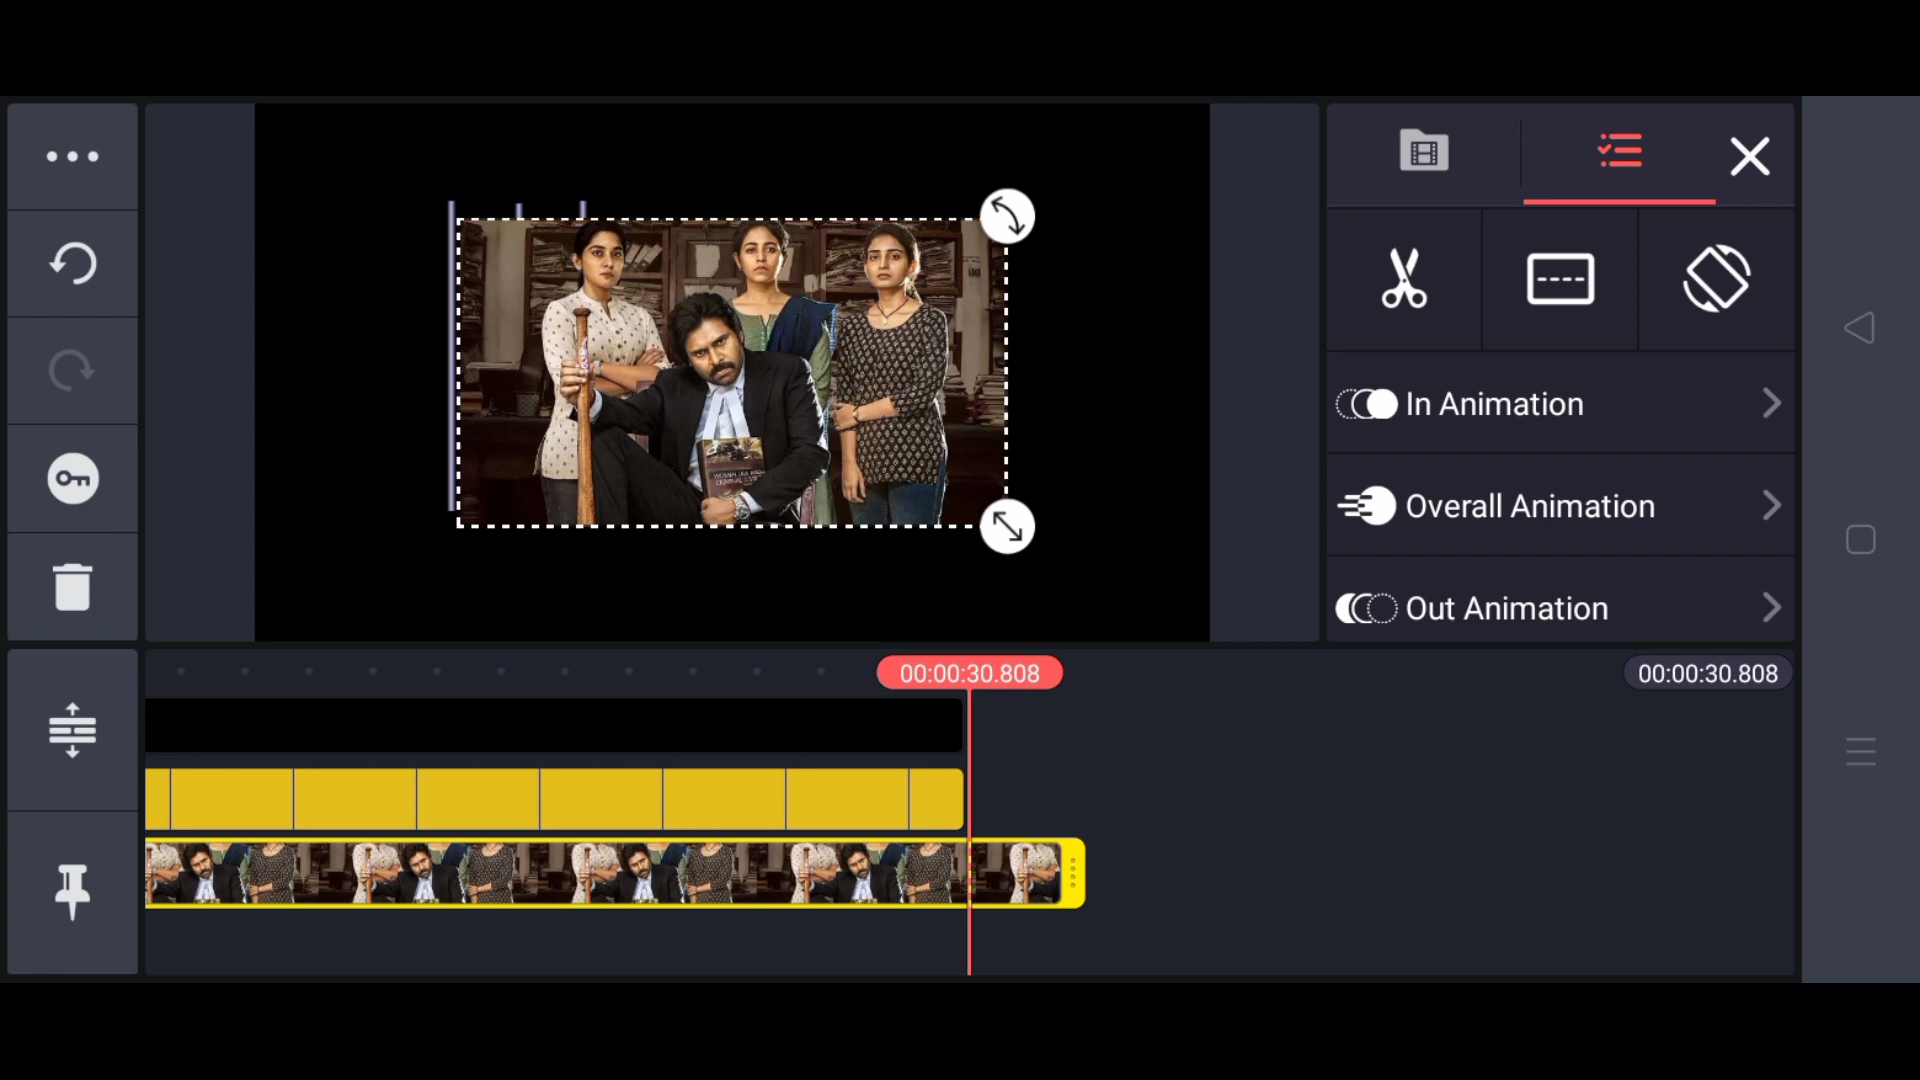 In Animation
Overall Animation
Out Animation
00:00:30.808
00:00:30.808